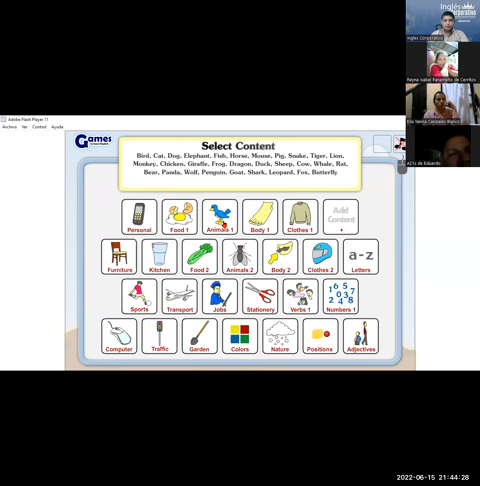 Inglés
Corporativo
Ingles Corporativo
Reyna Isabel Panameño de Cerritos
Elia Yanira Canizales Blanco
Adobe Flash Player 11
Archivo Ver Control Ayuda
Games
Select Content
Bird, Cat, Dog, Elephant, Fish, Horse, Mouse, Pig, Snake, Tiger, Lion,
Monkey, Chicken, Giraffe, Frog, Dragon, Duck, Sheep, Cow, Whale, Rat,
Bear, Panda, Wolf, Penguin, Goat, Shark, Leopard, Fox, Butterfly
de Eduardo
Personal Food 1 Animals 1 Body 1 Clothes 1 Add
Content
+
Furniture Kitchen Food 2 Animals 2 Body 2 Clothes 2 a-z
Letters
Sports Transport Jobs Stationery Verbs 1 Numbers 1
Computer Traffic Garden Colors Nature Positions Adjectives
2022-06-15 21:44:28